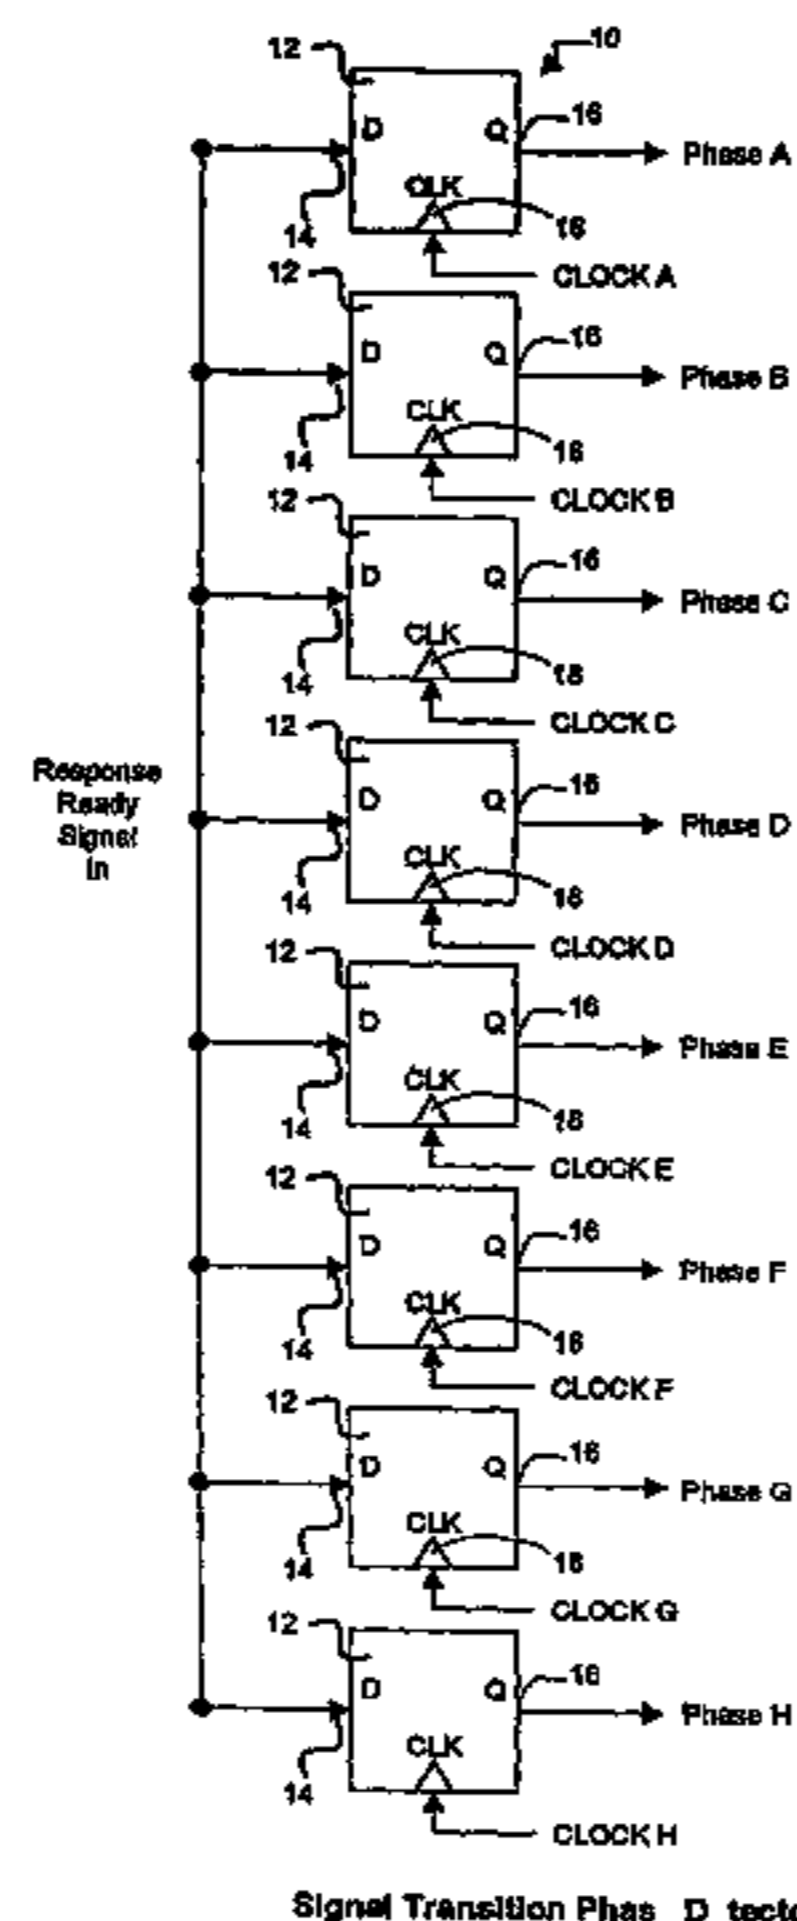 12
10
D
Q
16
Phase A
CLK
14
18
CLOCK A
12
D
Q
16
Phase B
CLK
14
18
CLOCK B
12
D
Q
16
Phase C
CLK
14
18
CLOCK C
12
Response
Ready
Signal
In
D
Q
16
Phase D
CLK
14
18
CLOCK D
12
D
Q
16
Phase E
CLK
14
18
CLOCK E
12
D
Q
16
Phase F
CLK
14
18
CLOCK F
12
D
Q
16
Phase G
CLK
14
18
CLOCK G
12
D
Q
16
Phase H
CLK
14
CLOCK H
Signal Transition Phas D tecto